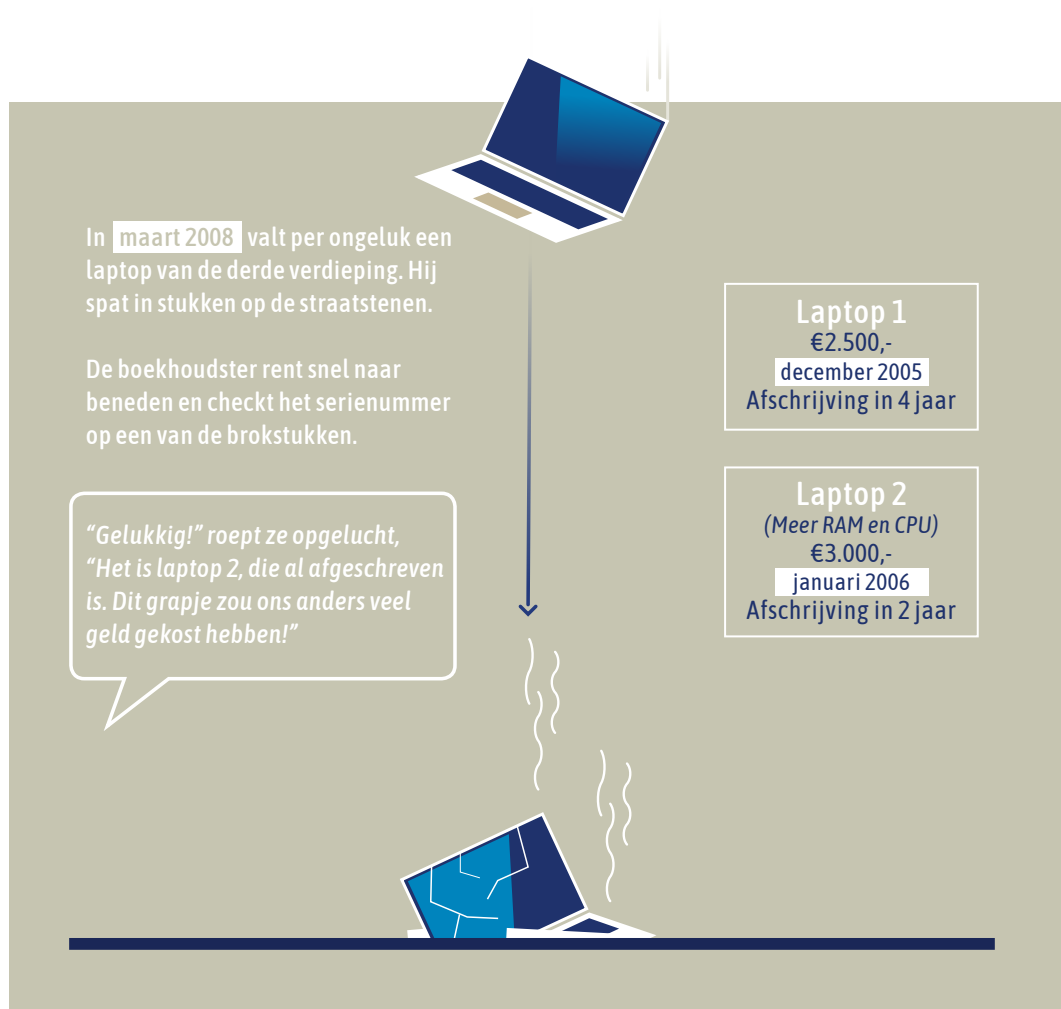 In maart 2008 valt per ongeluk een
laptop van de derde verdieping. Hij
spat in stukken op de straatstenen.
De boekhoudster rent snel naar
beneden en checkt het serienummer
op een van de brokstukken.
“Gelukkig!” roept ze opgelucht,
“Het is laptop 2, die al afgeschreven
is. Dit grapje zou ons anders veel
geld gekost hebben!”
Laptop 1
€2.500,-
december 2005
Afschrijving in 4 jaar
Laptop 2
(Meer RAM en CPU)
€3.000,-
januari 2006
Afschrijving in 2 jaar